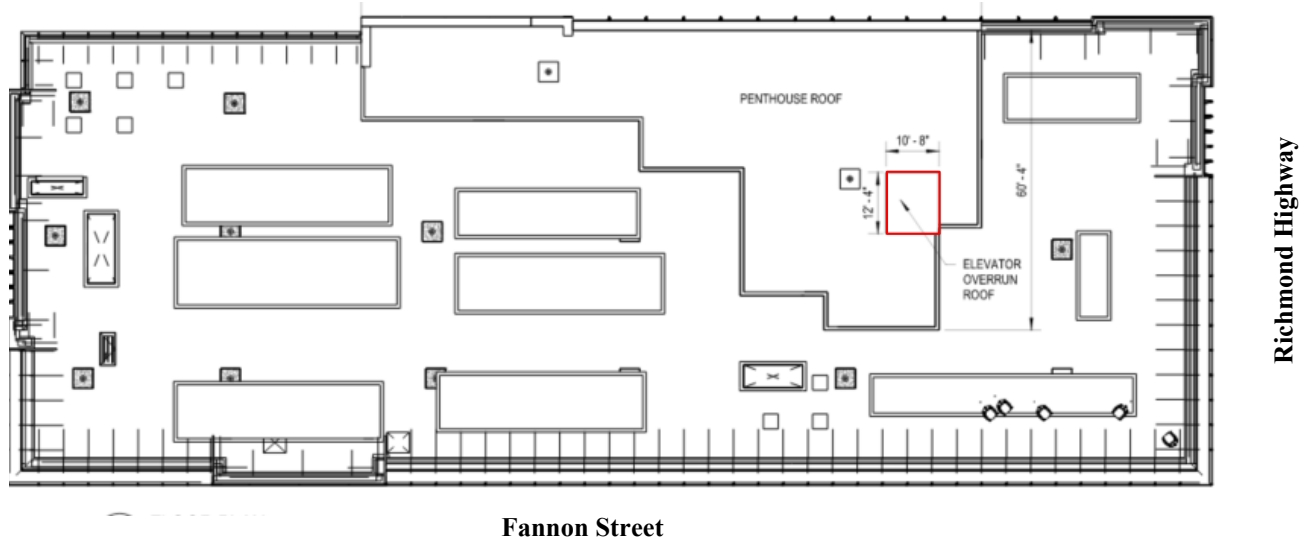 PENTHOUSE ROOF
10' - 8"
12' - 4"
60' - 4"
ELEVATOR
OVERRUN
ROOF
Richmond Highway
Fannon Street